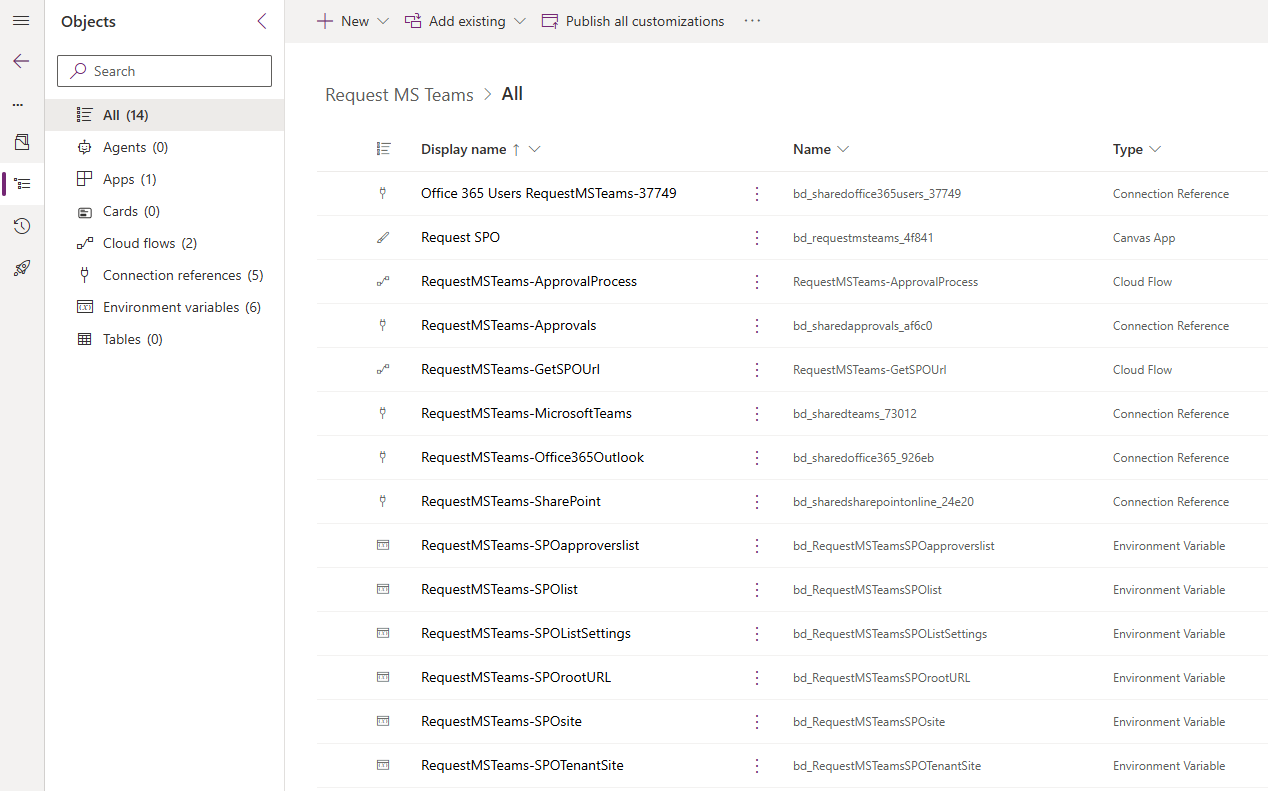 Objects
Search
All (14)
Agents (0)
Apps (1)
Cards (0)
Cloud flows (2)
Connection references (5)
Environment variables (6)
Tables (0)
New Add existing Publish all customizations ...
Request MS Teams > All
Display name ↑ Name Type
Office 365 Users RequestMSTeams-37749 bd_sharedoffice365users_37749 Connection Reference
Request SPO bd_requestmsteams_4f841 Canvas App
RequestMSTeams-ApprovalProcess RequestMSTeams-ApprovalProcess Cloud Flow
RequestMSTeams-Approvals bd_sharedapprovals_af6c0 Connection Reference
RequestMSTeams-GetSPOUrl RequestMSTeams-GetSPOUrl Cloud Flow
RequestMSTeams-MicrosoftTeams bd_sharedteams_73012 Connection Reference
RequestMSTeams-Office365Outlook bd_sharedoffice365_926eb Connection Reference
RequestMSTeams-SharePoint bd_sharedsharepointonline_24e20 Connection Reference
RequestMSTeams-SPOapproverslist bd_RequestMSTeamsSPOapproverslist Environment Variable
RequestMSTeams-SPOlist bd_RequestMSTeamsSPOlist Environment Variable
RequestMSTeams-SPOListSettings bd_RequestMSTeamsSPOListSettings Environment Variable
RequestMSTeams-SPOrootURL bd_RequestMSTeamsSPOrootURL Environment Variable
RequestMSTeams-SPOsite bd_RequestMSTeamsSPOsite Environment Variable
RequestMSTeams-SPOTenantSite bd_RequestMSTeamsSPOTenantSite Environment Variable